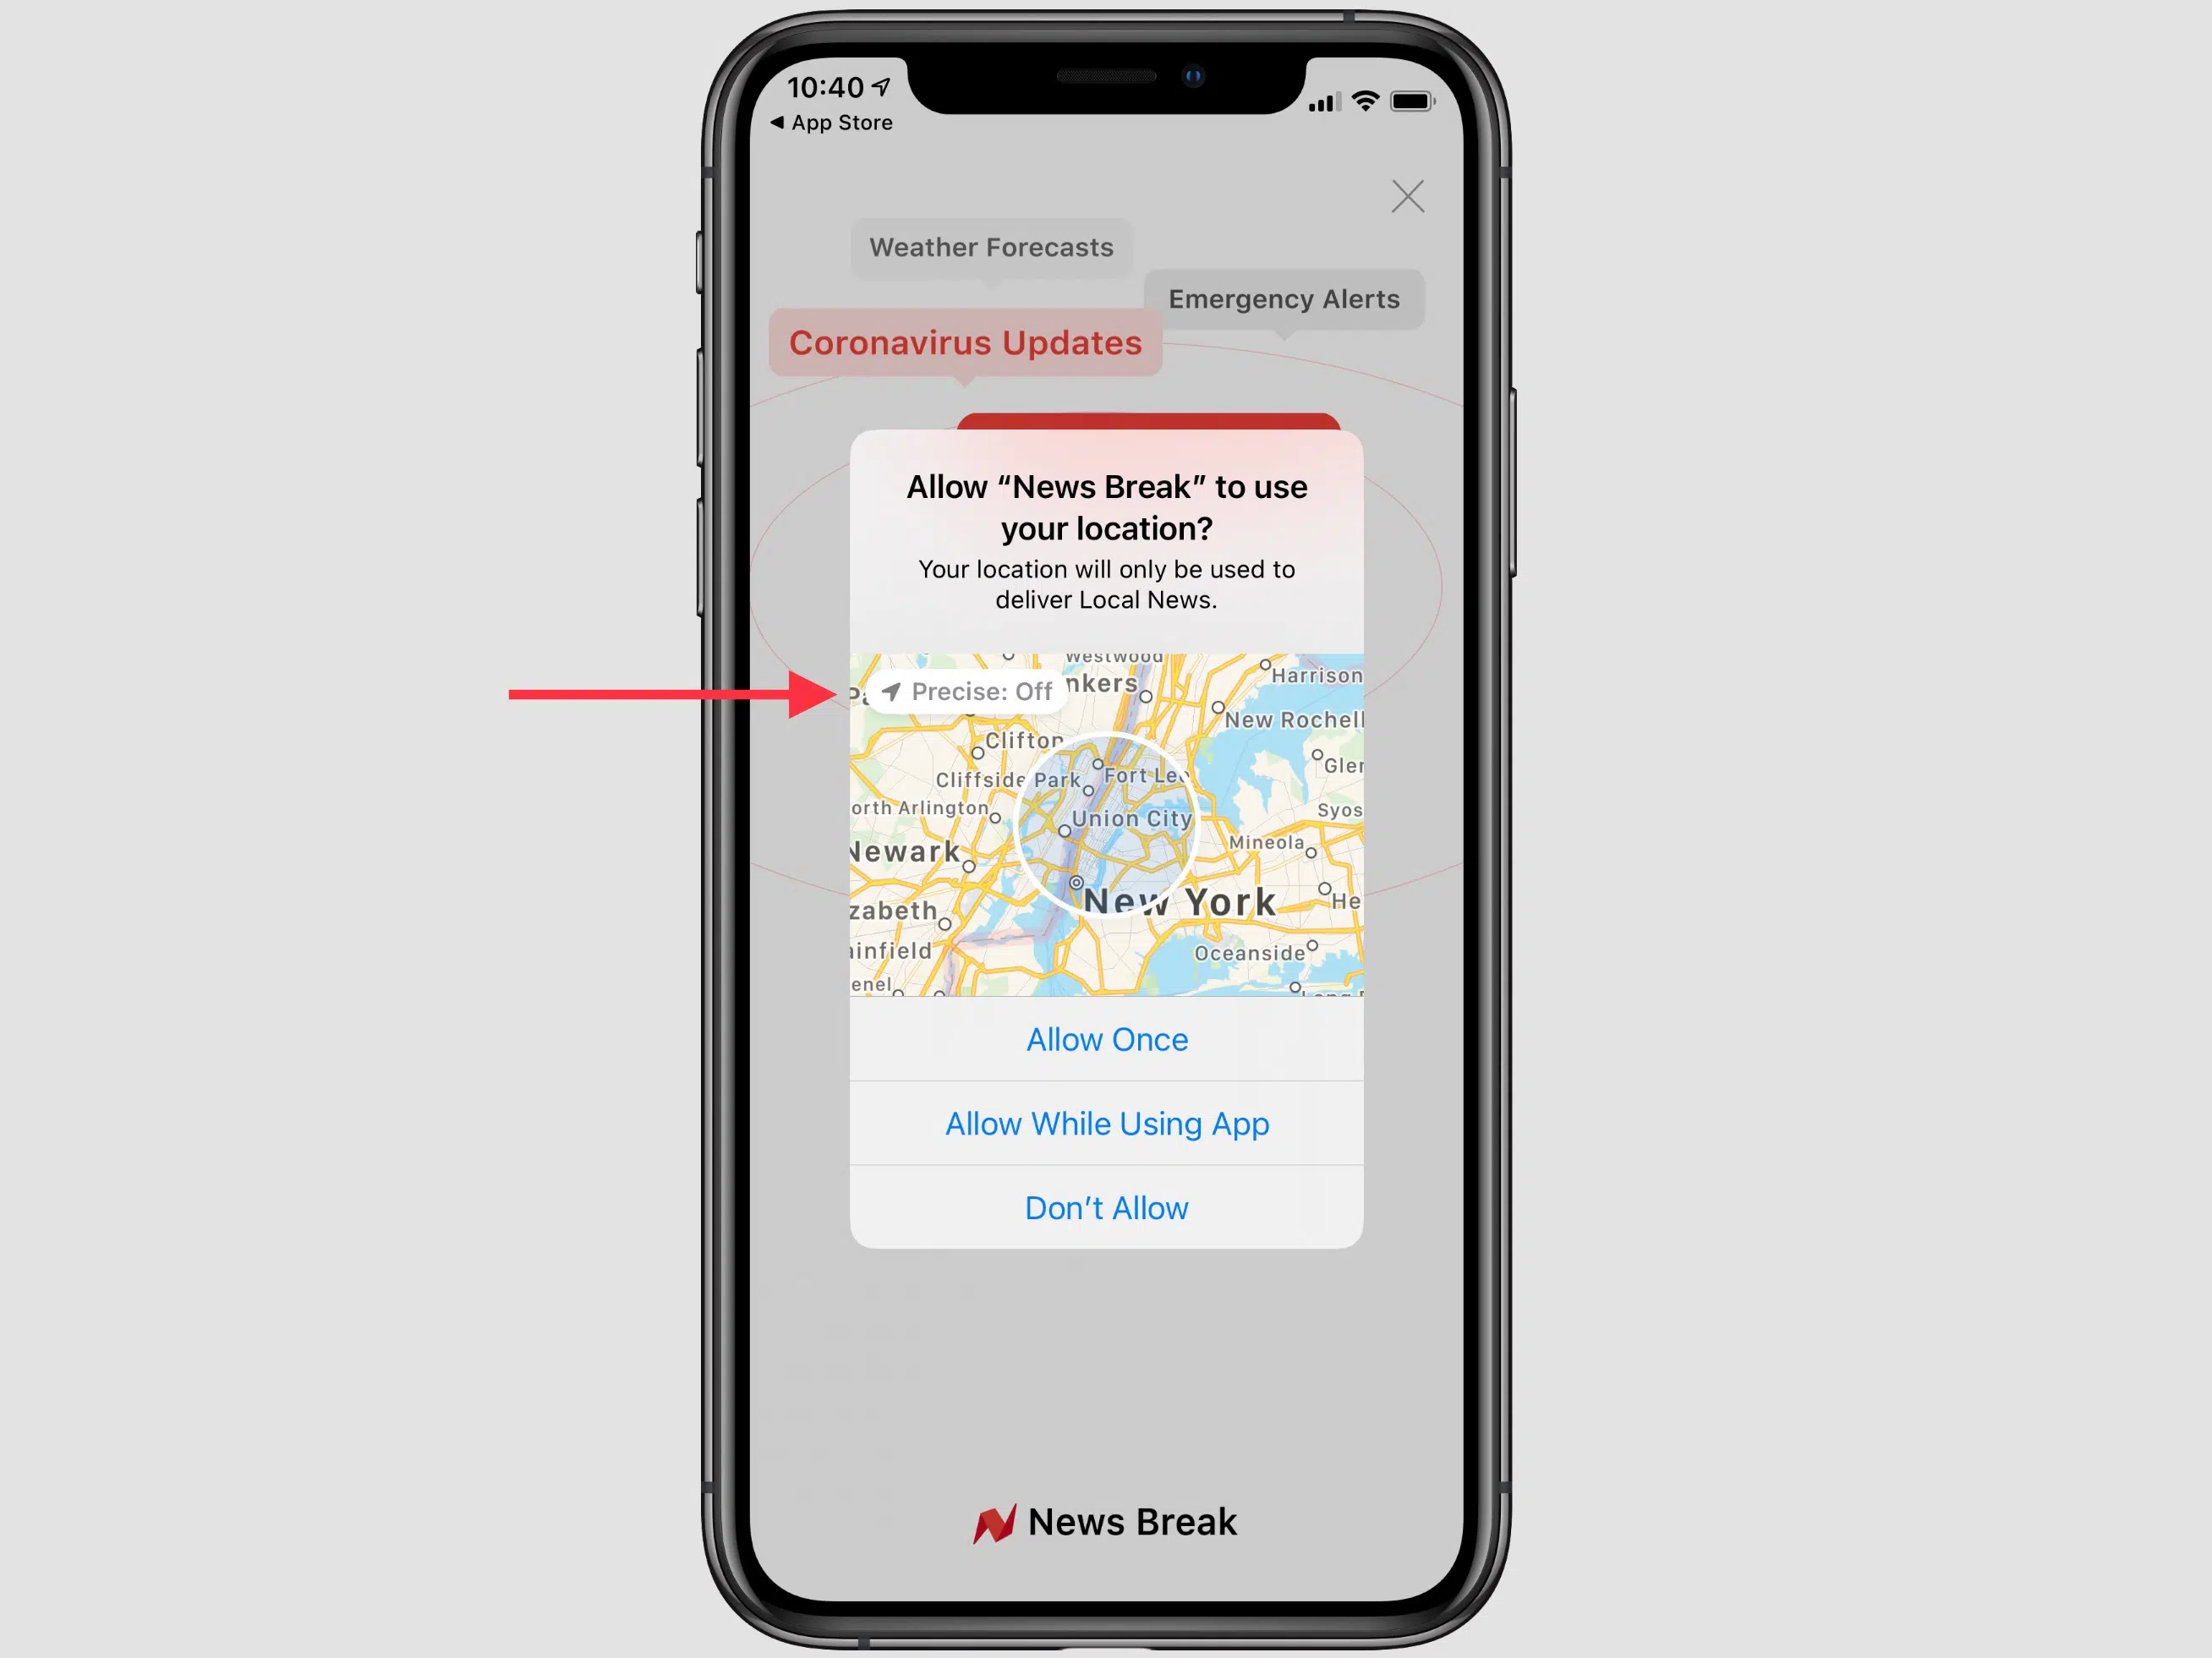 10:40
App Store
Weather Forecasts
Emergency Alerts
Coronavirus Updates
Allow “News Break” to use
your location?
Your location will only be used to
deliver Local News.
Westwood
Precise: Off
nkers
Harrison
New Rochell
Clifton
Cliffside Park
Fort Lee
Gler
orth Arlington
Union City
Syos
Newark
Mineola
New York
He
zabeth
ainfield
Oceanside
enel
Allow Once
Allow While Using App
Don’t Allow
News Break